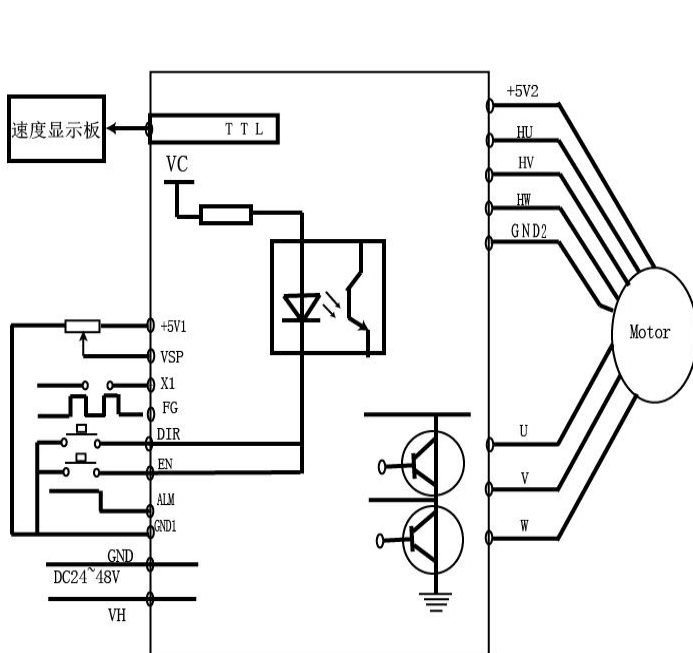 速度显示板
TTL
VC
+5V1
VSP
X1
FG
DIR
EN
ALM
GND1
GND
DC24~48V
VH
+5V2
HU
HV
HW
GND2
Motor
U
V
W